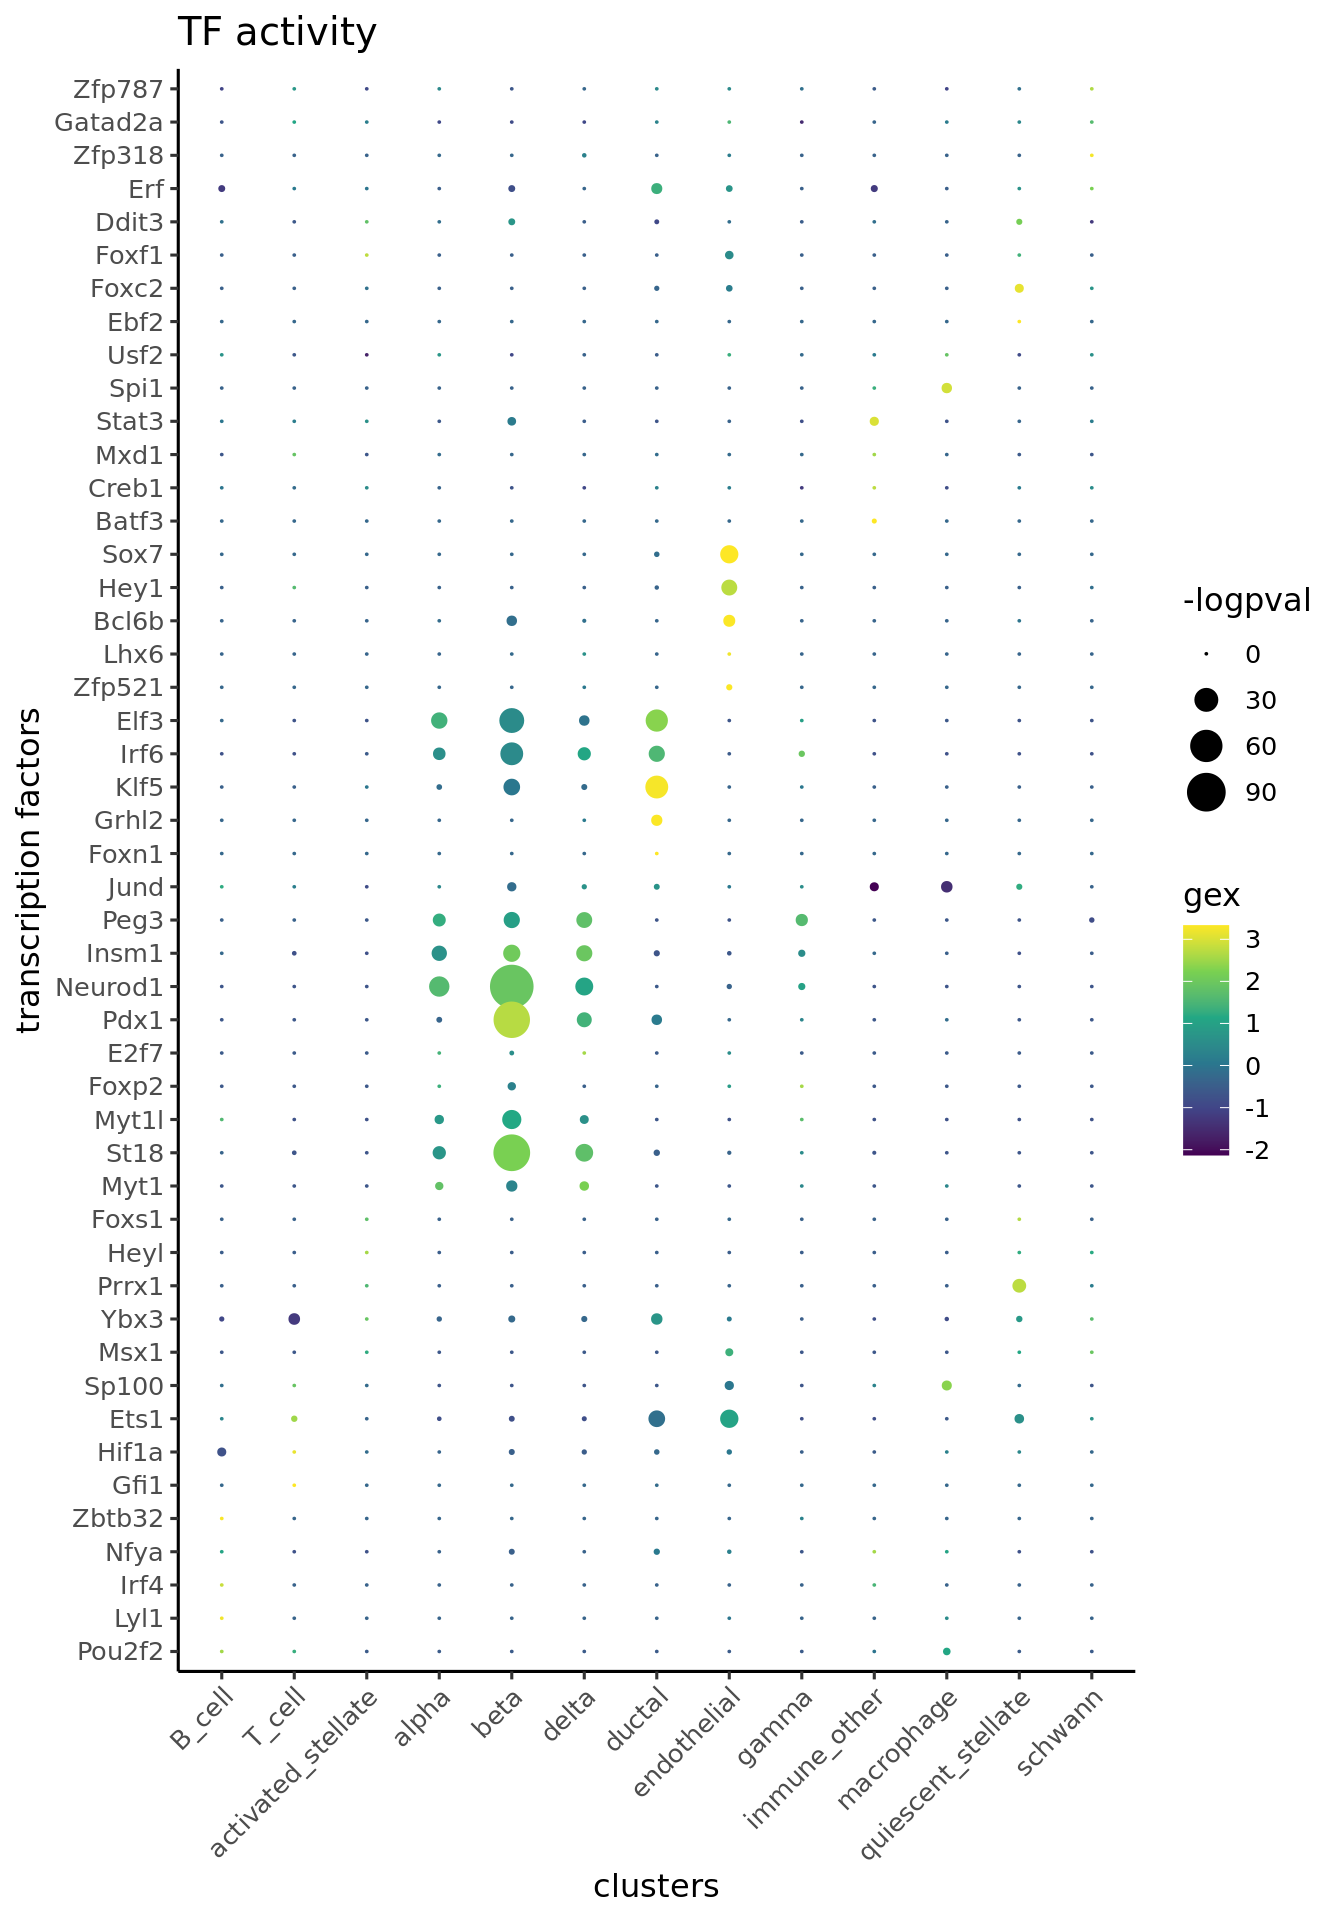 TF activity
transcription factors
Zfp787
Gatad2a
Zfp318
Erf
Ddit3
Foxf1
Foxc2
Ebf2
Usf2
Spi1
Stat3
Mxd1
Creb1
Batf3
Sox7
Hey1
Bcl6b
Lhx6
Zfp521
Elf3
Irf6
Klf5
Grhl2
Foxn1
Jund
Peg3
Insm1
Neurod1
Pdx1
E2f7
Foxp2
Myt1l
St18
Myt1
Foxs1
Heyl
Prrx1
Ybx3
Msx1
Sp100
Ets1
Hif1a
Gfi1
Zbtb32
Nfya
Irf4
Lyl1
Pou2f2
B_cell
T_cell
activated_stellate
alpha
beta
delta
ductal
endothelial
gamma
immune_other
macrophage
quiescent_stellate
schwann
clusters
-logpval
0
30
60
90
gex
3
2
1
0
-1
-2